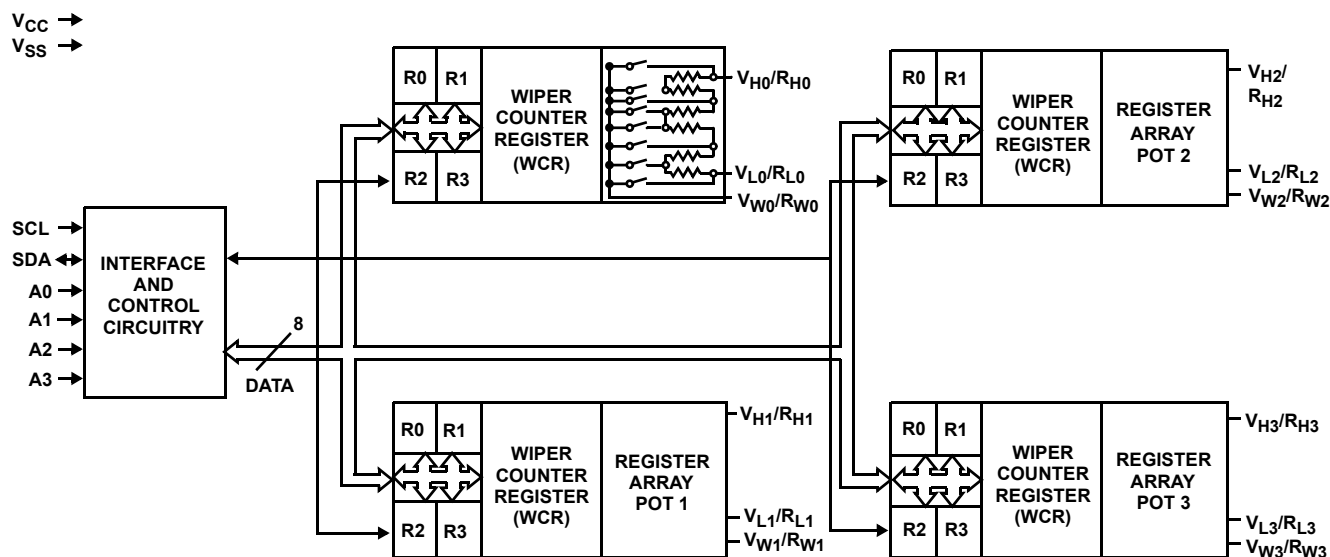 VCC
VSS
R0 R1
R2 R3
WIPER
COUNTER
REGISTER
(WCR)
VH0/RH0
VL0/RL0
VW0/RW0
R0 R1
R2 R3
WIPER
COUNTER
REGISTER
(WCR)
REGISTER
ARRAY
POT 2
VH2/
RH2
VL2/RL2
VW2/RW2
SCL
SDA
A0
A1
A2
A3
INTERFACE
AND
CONTROL
CIRCUITRY
8
DATA
R0 R1
R2 R3
WIPER
COUNTER
REGISTER
(WCR)
REGISTER
ARRAY
POT 1
VH1/RH1
VL1/RL1
VW1/RW1
R0 R1
R2 R3
WIPER
COUNTER
REGISTER
(WCR)
REGISTER
ARRAY
POT 3
VH3/RH3
VL3/RL3
VW3/RW3